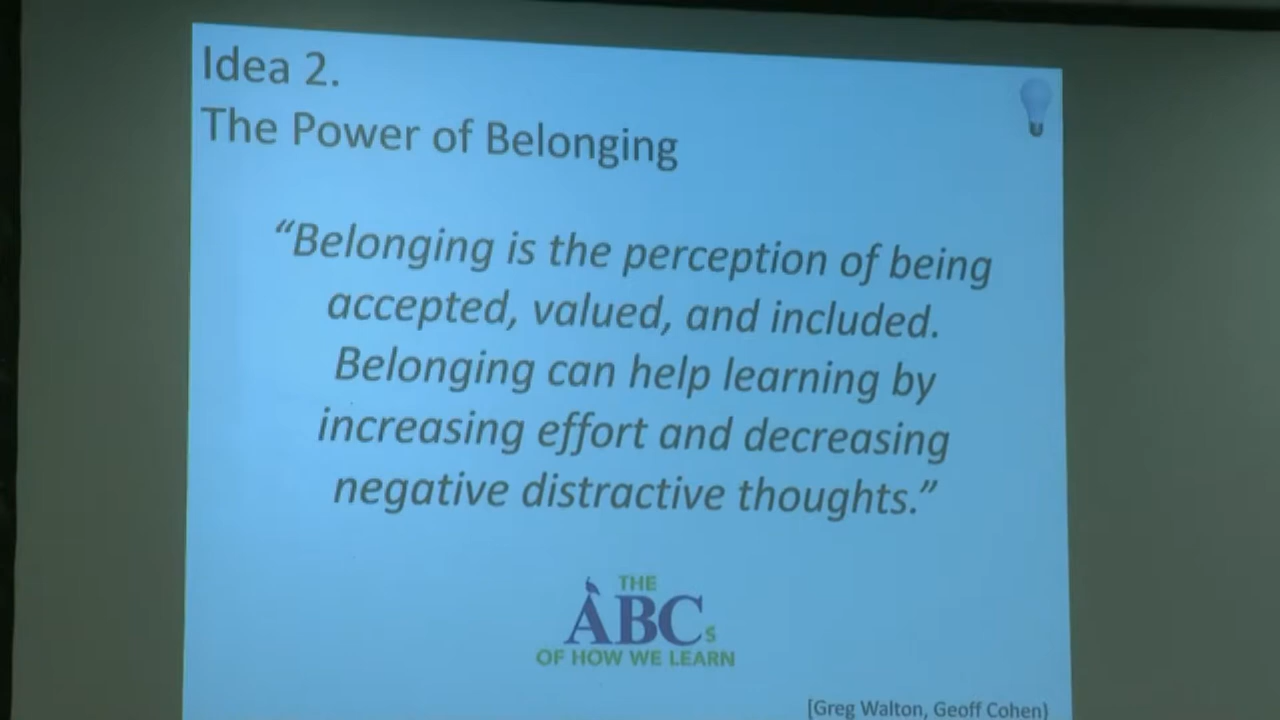 Idea 2.
The Power of Belonging
“Belonging is the perception of being
accepted, valued, and included.
Belonging can help learning by
increasing effort and decreasing
negative distractive thoughts.”
THE
ABCs
OF HOW WE LEARN
[Greg Walton, Geoff Cohen)